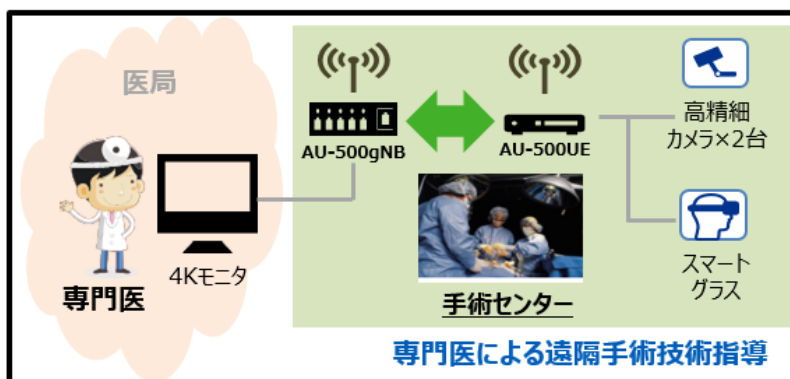 医局
専門医
4Kモニタ
AU-500gNB
AU-500UE
手術センター
高精細
カメラ×2台
スマート
グラス
専門医による遠隔手術技術指導